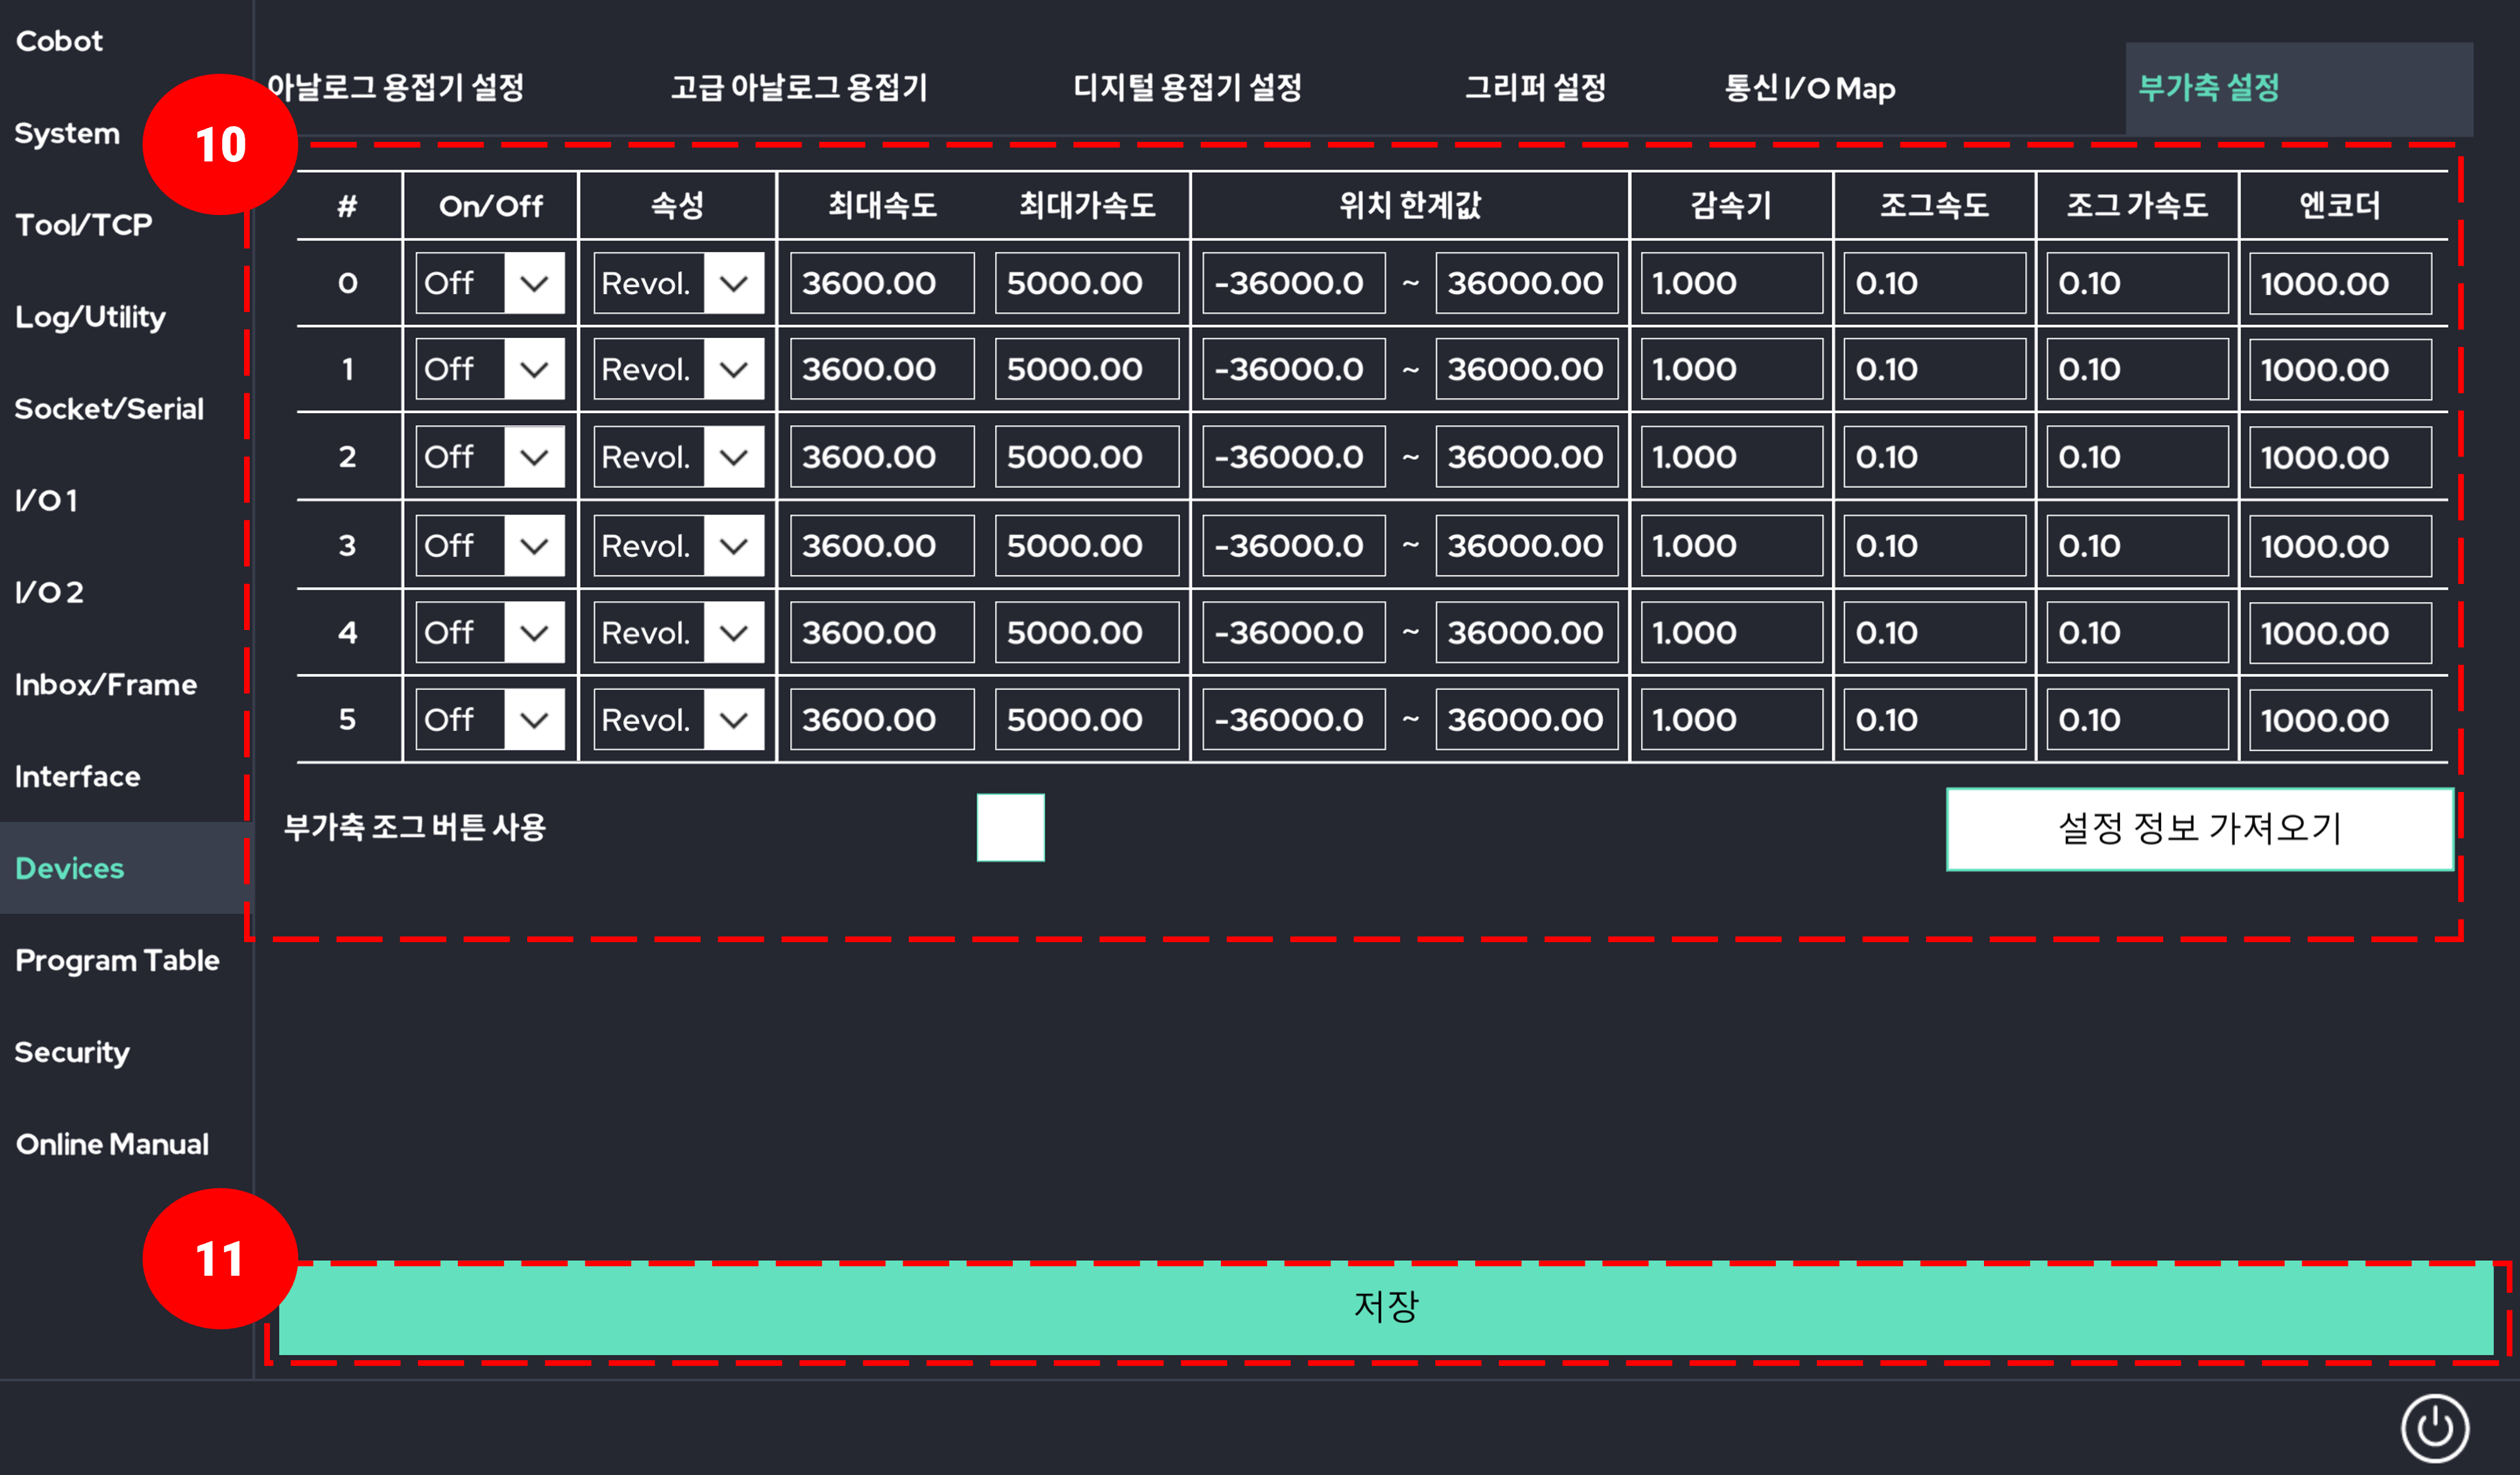 Cobot
System
Tool/TCP
Log/Utility
Socket/Serial
I/O 1
I/O 2
Inbox/Frame
Interface
Devices
Program Table
Security
Online Manual
아날로그 용접기 설정 고급 아날로그 용접기 디지털 용접기 설정 그리퍼 설정 통신 I/O Map 부가축 설정
10
# On/Off 속성 최대속도 최대가속도 위치 한계값 감속기 조그속도 조그 가속도 엔코더
0 Off Revol. 3600.00 5000.00 -36000.0 ~ 36000.00 1.000 0.10 0.10 1000.00
1 Off Revol. 3600.00 5000.00 -36000.0 ~ 36000.00 1.000 0.10 0.10 1000.00
2 Off Revol. 3600.00 5000.00 -36000.0 ~ 36000.00 1.000 0.10 0.10 1000.00
3 Off Revol. 3600.00 5000.00 -36000.0 ~ 36000.00 1.000 0.10 0.10 1000.00
4 Off Revol. 3600.00 5000.00 -36000.0 ~ 36000.00 1.000 0.10 0.10 1000.00
5 Off Revol. 3600.00 5000.00 -36000.0 ~ 36000.00 1.000 0.10 0.10 1000.00
부가축 조그 버튼 사용 설정 정보 가져오기
11
저장